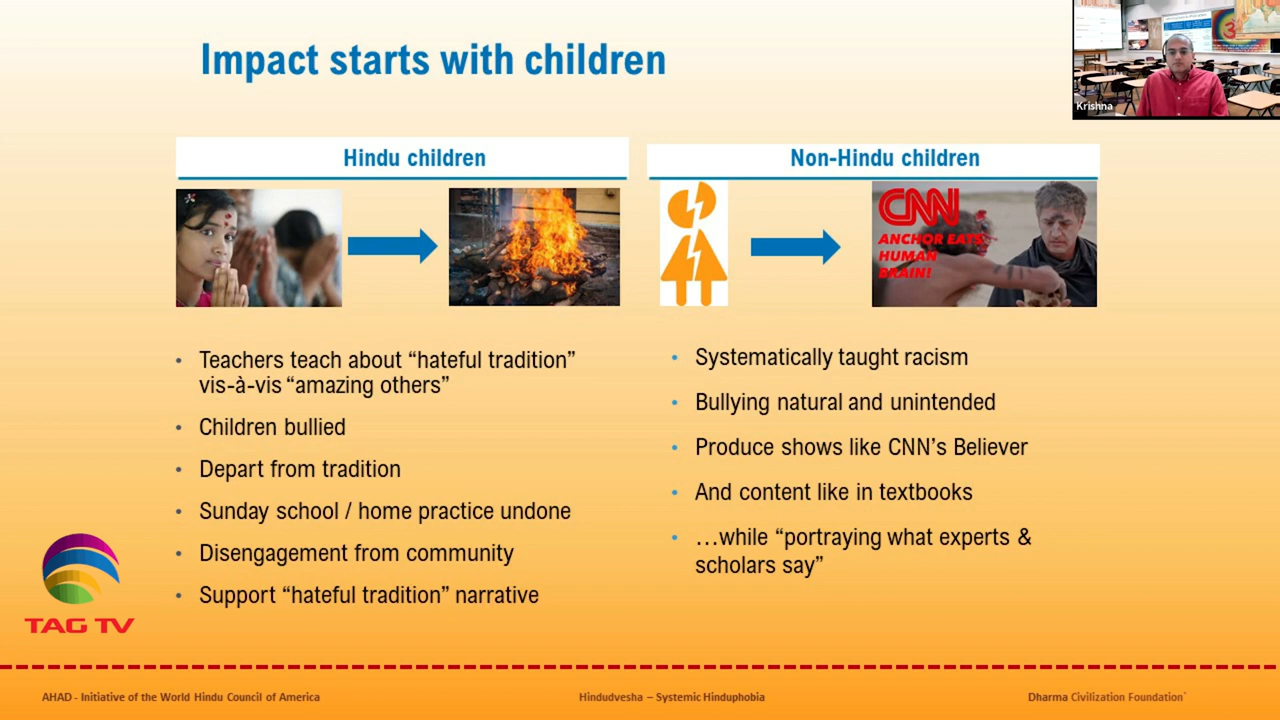 Impact starts with children
Krishna
Hindu children
Non-Hindu children
CNN
ANCHOR EATS
HUMAN
BRAIN!
• Teachers teach about “hateful tradition”
vis-à-vis “amazing others”
• Children bullied
• Depart from tradition
• Sunday school / home practice undone
• Disengagement from community
• Support “hateful tradition” narrative
• Systematically taught racism
• Bullying natural and unintended
• Produce shows like CNN’s Believer
• And content like in textbooks
• …while “portraying what experts &
scholars say”
TAG TV
AHAD - Initiative of the World Hindu Council of America
Hindudvesha – Systemic Hinduphobia
Dharma Civilization Foundation`